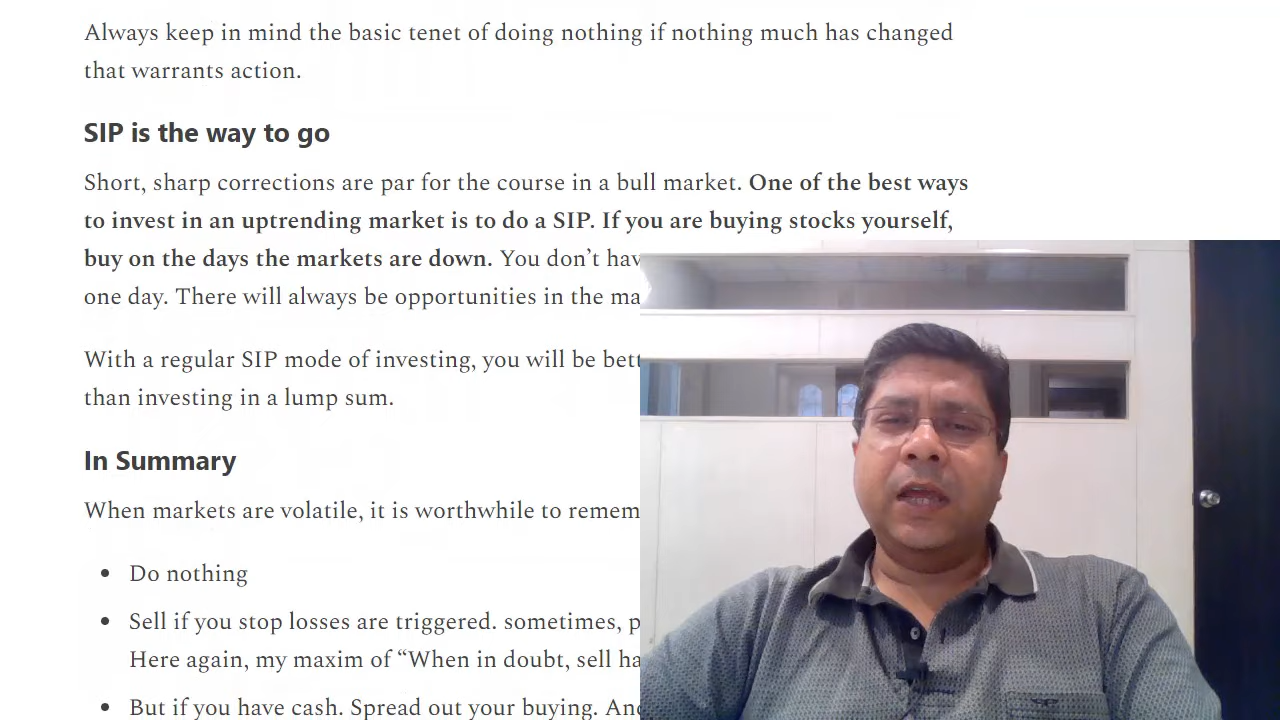 Always keep in mind the basic tenet of doing nothing if nothing much has changed
that warrants action.
SIP is the way to go
Short, sharp corrections are par for the course in a bull market. One of the best ways
to invest in an uptrending market is to do a SIP. If you are buying stocks yourself,
buy on the days the markets are down. You don’t hav
one day. There will always be opportunities in the ma
With a regular SIP mode of investing, you will be bett
than investing in a lump sum.
In Summary
When markets are volatile, it is worthwhile to remem
• Do nothing
• Sell if you stop losses are triggered. sometimes, p
Here again, my maxim of “When in doubt, sell ha
• But if you have cash. Spread out your buying. And